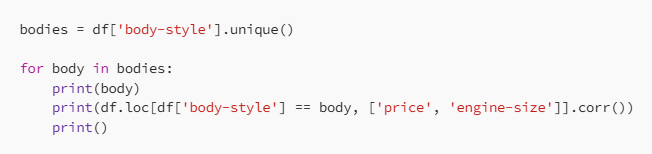 bodies = df['body-style'].unique()

for body in bodies:
    print(body)
    print(df.loc[df['body-style'] == body, ['price', 'engine-size']].corr())
    print()